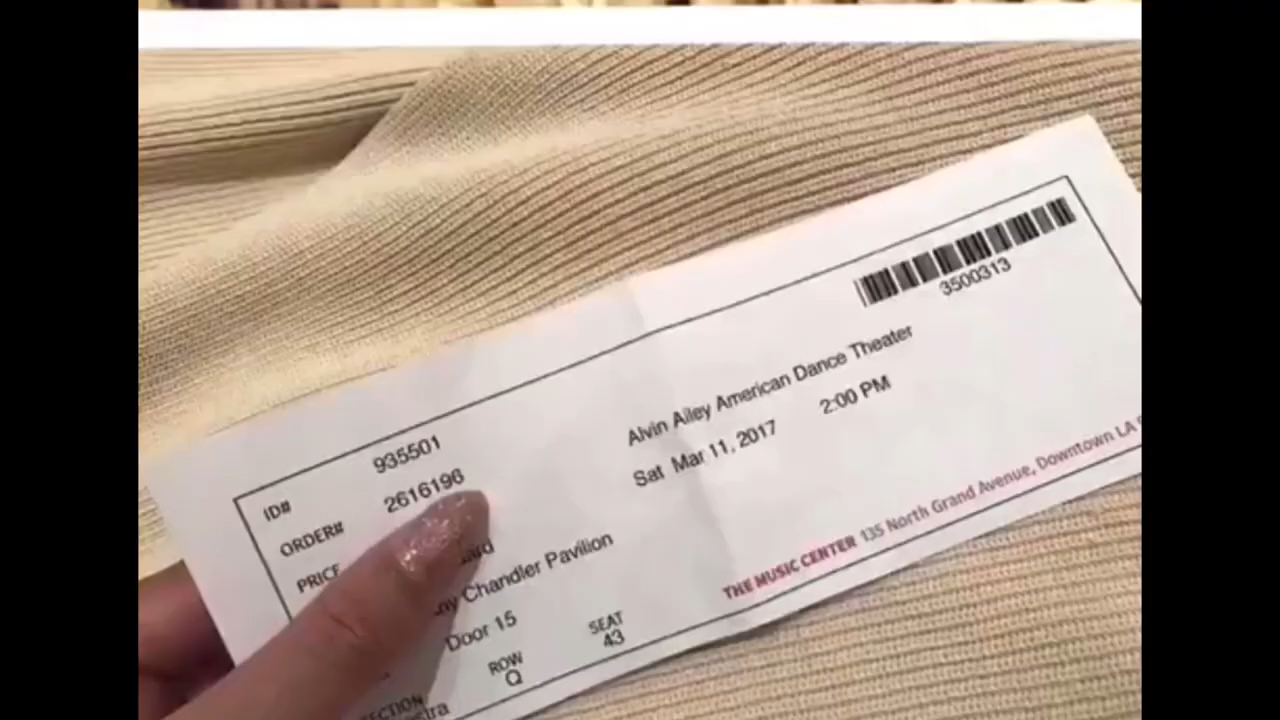 3500313
Alvin Ailey American Dance Theater
Sat Mar 11, 2017 2:00 PM
THE MUSIC CENTER 135 North Grand Avenue, Downtown LA
ID# 935501
ORDER# 2616196
PRICE
Chandler Pavilion
Door 15
ROW SEAT
Q 43